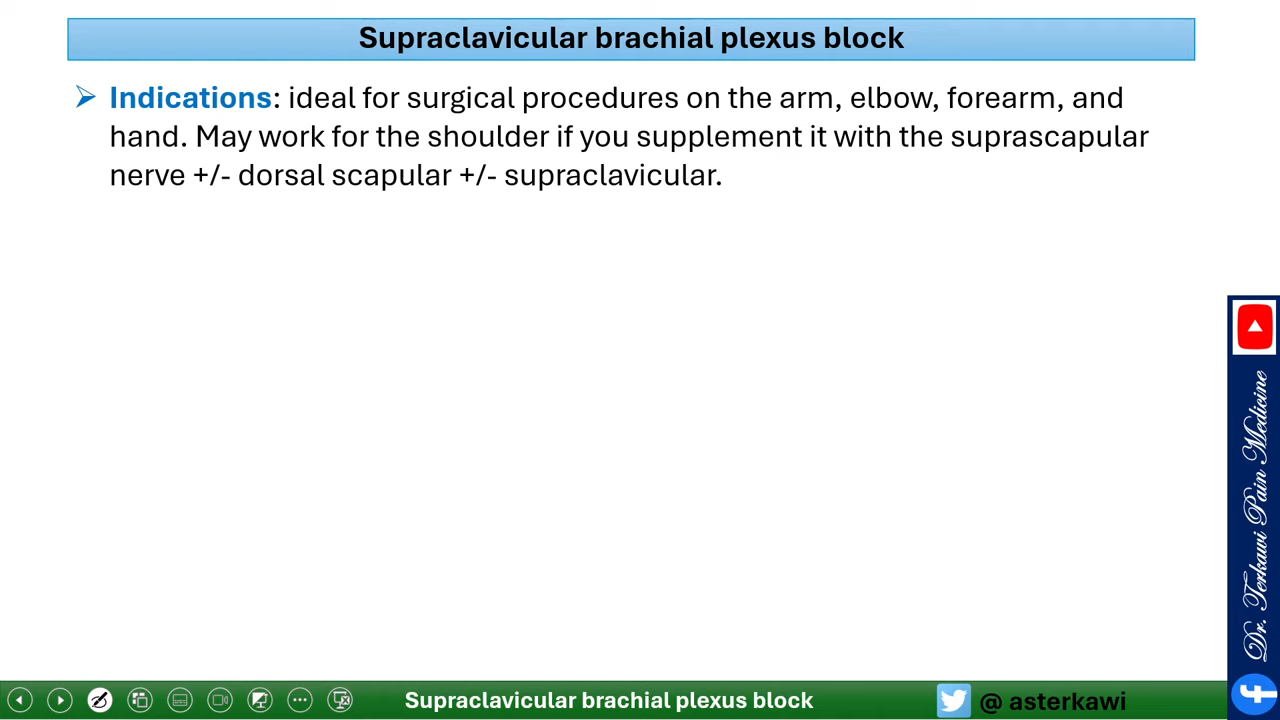 Supraclavicular brachial plexus block
➢ Indications: ideal for surgical procedures on the arm, elbow, forearm, and
hand. May work for the shoulder if you supplement it with the suprascapular
nerve +/- dorsal scapular +/- supraclavicular.
Dr. Terkawi Pain Medicine
Supraclavicular brachial plexus block
@ asterkawi